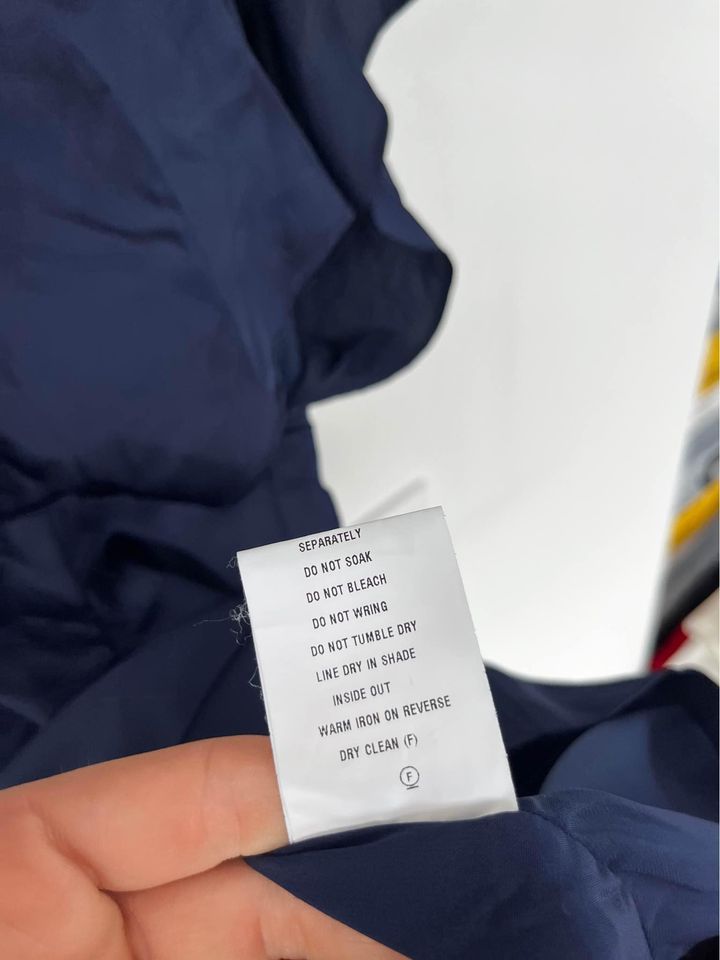 SEPARATELY
DO NOT SOAK
DO NOT BLEACH
DO NOT WRING
DO NOT TUMBLE DRY
LINE DRY IN SHADE
INSIDE OUT
WARM IRON ON REVERSE
DRY CLEAN (F)
F